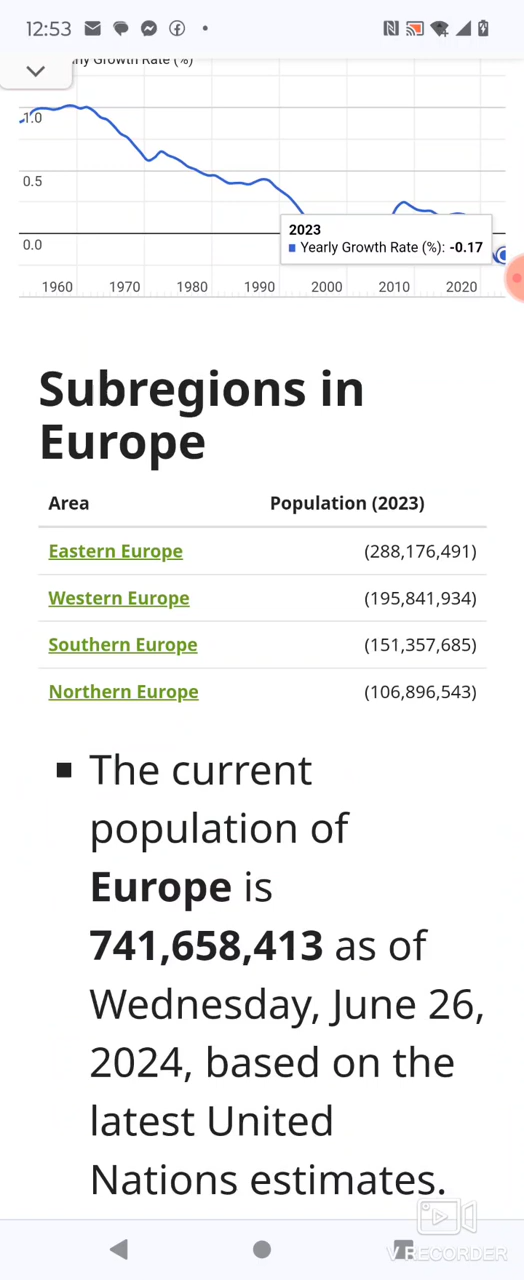 12:53
rly Growth Rate (%)
1.0
0.5
0.0
2023
Yearly Growth Rate (%): -0.17
1960 1970 1980 1990 2000 2010 2020
Subregions in
Europe
Area Population (2023)
Eastern Europe (288,176,491)
Western Europe (195,841,934)
Southern Europe (151,357,685)
Northern Europe (106,896,543)
The current
population of
Europe is
741,658,413 as of
Wednesday, June 26,
2024, based on the
latest United
Nations estimates.
V RECORDER